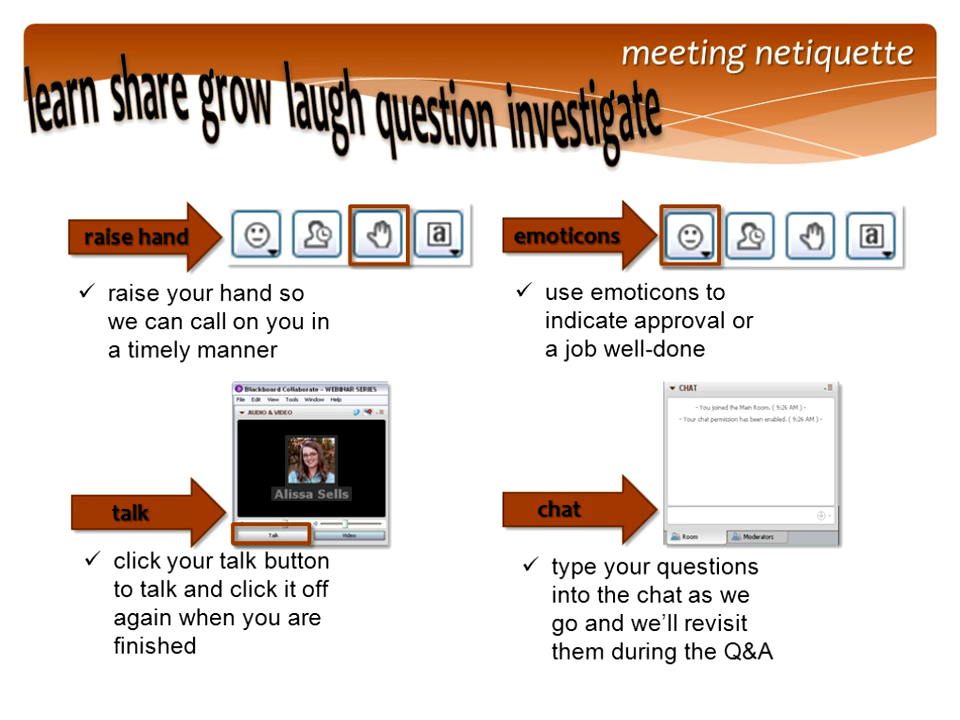 meeting netiquette
learn share grow laugh question investigate
raise hand
a
raise your hand so
we can call on you in
a timely manner
emoticons
a
use emoticons to
indicate approval or
a job well-done
Blackboard Collaborate - WEBINAR SERIES
File Edit View Tools Window Help
AUDIO & VIDEO
Alissa Sells
Talk Video
talk
click your talk button
to talk and click it off
again when you are
finished
CHAT
- You joined the Main Room. ( 9:26 AM ) -
- Your chat permission has been enabled. ( 9:26 AM ) -
Room Moderators
chat
type your questions
into the chat as we
go and we’ll revisit
them during the Q&A